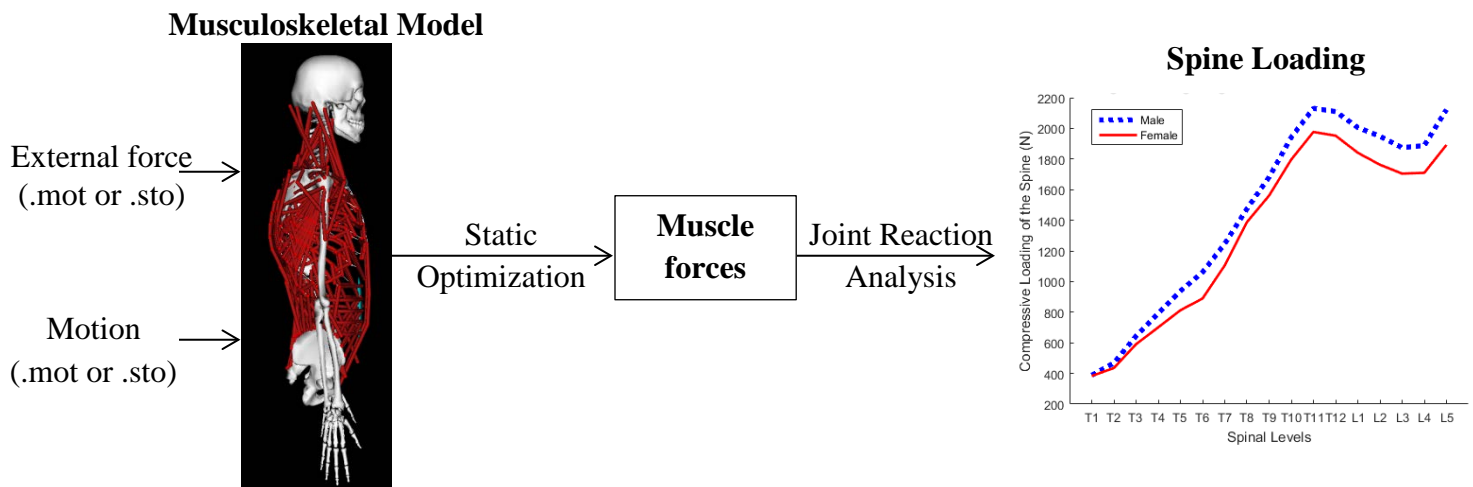 Musculoskeletal Model
External force
(.mot or .sto)
Motion
(.mot or .sto)
Static
Optimization
Muscle
forces
Joint Reaction
Analysis
Spine Loading
Compressive Loading of the Spine (N)
2200
2000
1800
1600
1400
1200
1000
800
600
400
200
Male
Female
T1 T2 T3 T4 T5 T6 T7 T8 T9 T10 T11 T12 L1 L2 L3 L4 L5
Spinal Levels